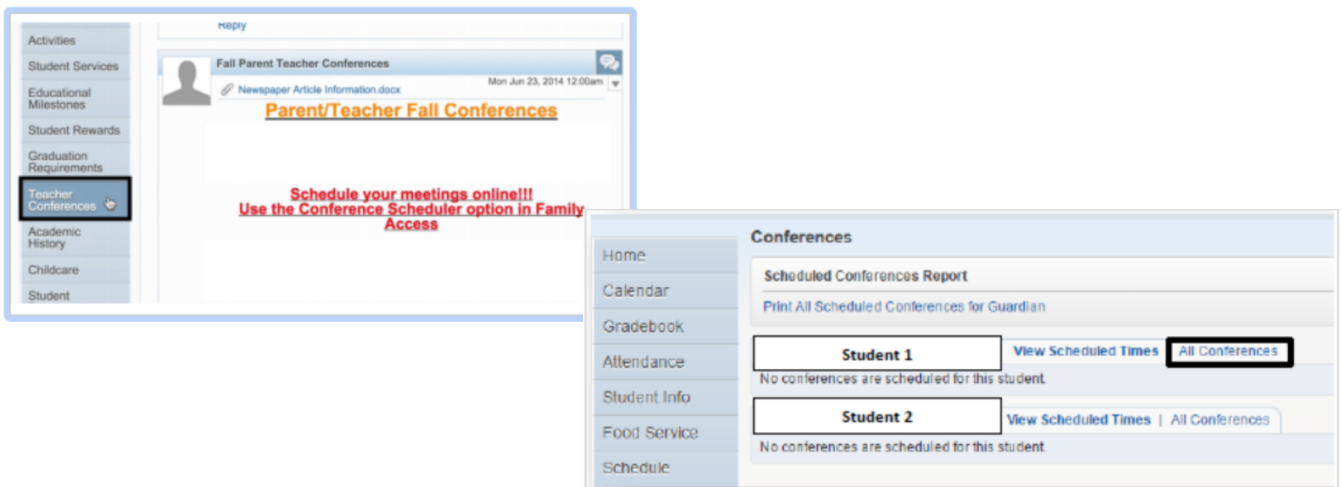 Reply
Activities
Student Services
Educational
Milestones
Student Rewards
Graduation
Requirements
Teacher
Conferences
Academic
History
Childcare
Student
Fall Parent Teacher Conferences
Mon Jun 23, 2014 12:00am
Newspaper Article Information.docx
Parent/Teacher Fall Conferences
Schedule your meetings online!!!
Use the Conference Scheduler option in Family
Access
Home
Calendar
Gradebook
Attendance
Student Info
Food Service
Schedule
Conferences
Scheduled Conferences Report
Print All Scheduled Conferences for Guardian
Student 1 View Scheduled Times All Conferences
No conferences are scheduled for this student.
Student 2 View Scheduled Times | All Conferences
No conferences are scheduled for this student.